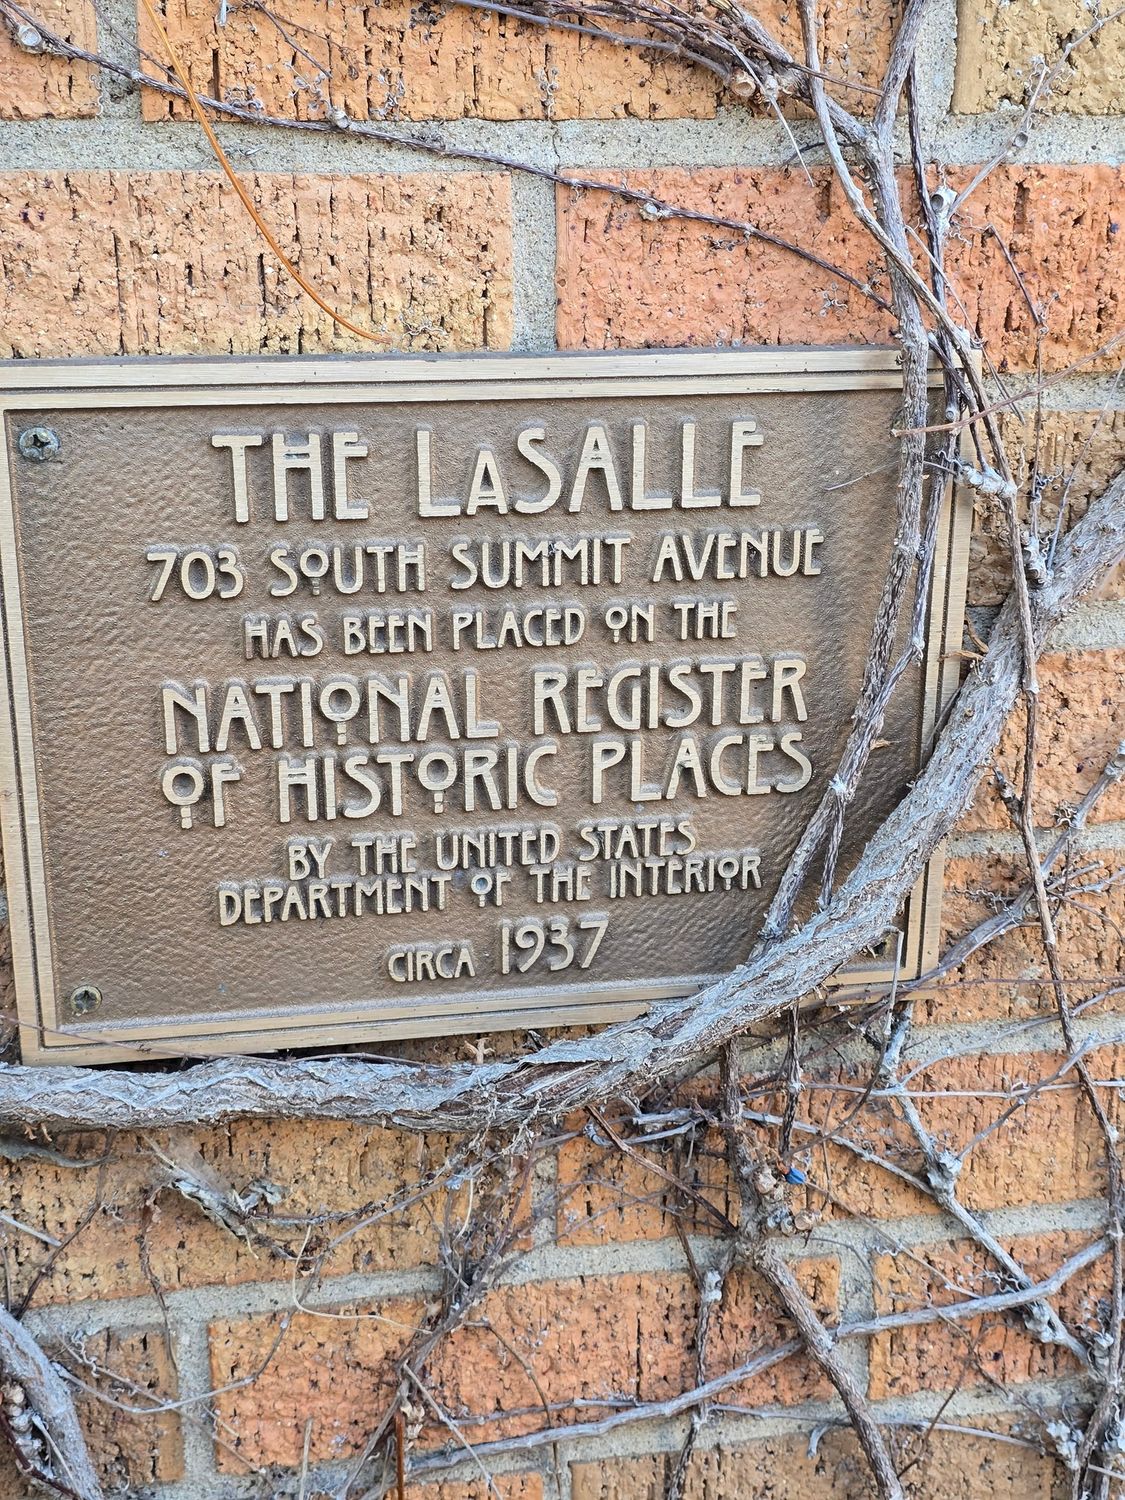 THE LaSALLE
703 SOUTH SUMMIT AVENUE
HAS BEEN PLACED ON THE
NATIONAL REGISTER
OF HISTORIC PLACES
BY THE UNITED STATES
DEPARTMENT OF THE INTERIOR
CIRCA 1937